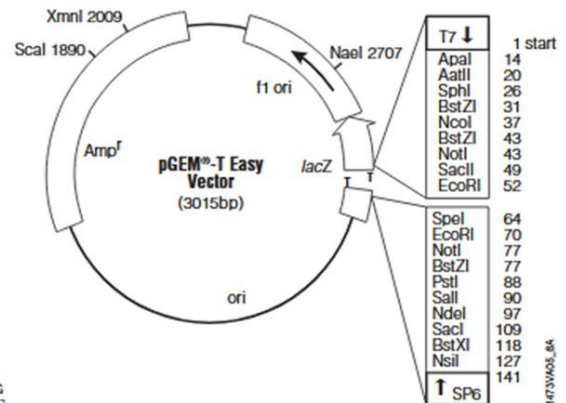 XmnI 2009
ScaI 1890
NaeI 2707
f1 ori
Ampr
pGEM®-T Easy
Vector
(3015bp)
lacZ
T T
ori
T7 ↓
1 start
ApaI 14
AatII 20
SphI 26
BstZI 31
NcoI 37
BstZI 43
NotI 43
SacII 49
EcoRI 52
SpeI 64
EcoRI 70
NotI 77
BstZI 77
PstI 88
SalI 90
NdeI 97
SacI 109
BstXI 118
NsiI 127
141
↑ SP6
1473VA05_6A